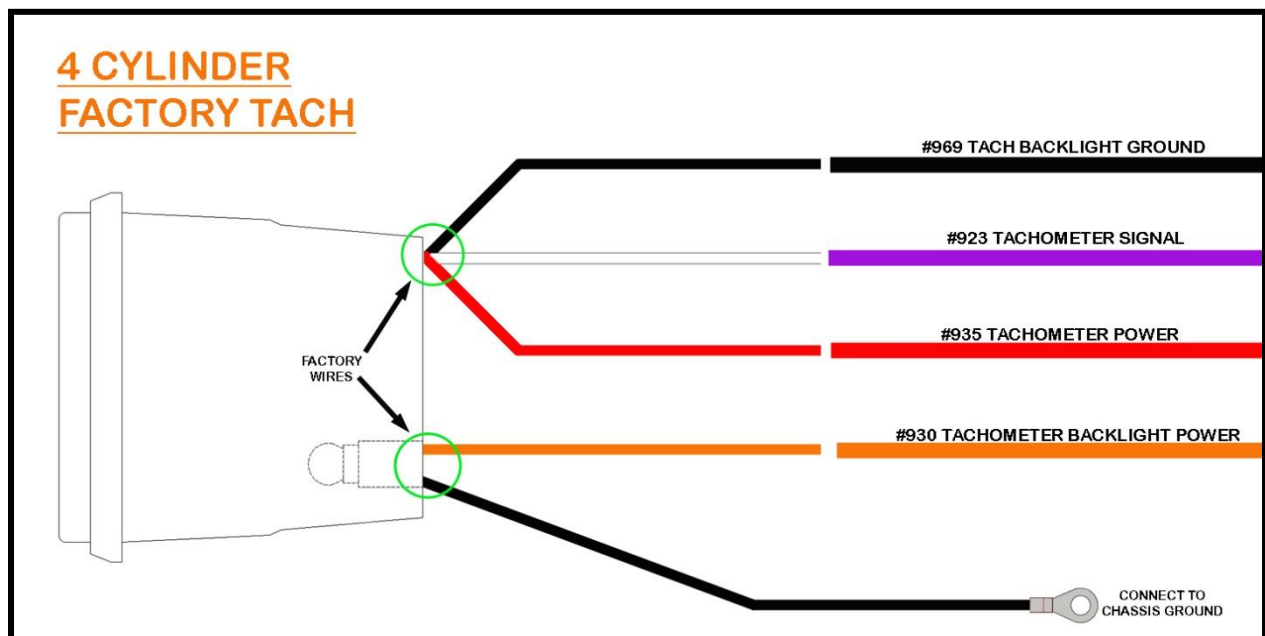 4 CYLINDER
FACTORY TACH
#969 TACH BACKLIGHT GROUND
#923 TACHOMETER SIGNAL
#935 TACHOMETER POWER
FACTORY
WIRES
#930 TACHOMETER BACKLIGHT POWER
CONNECT TO
CHASSIS GROUND